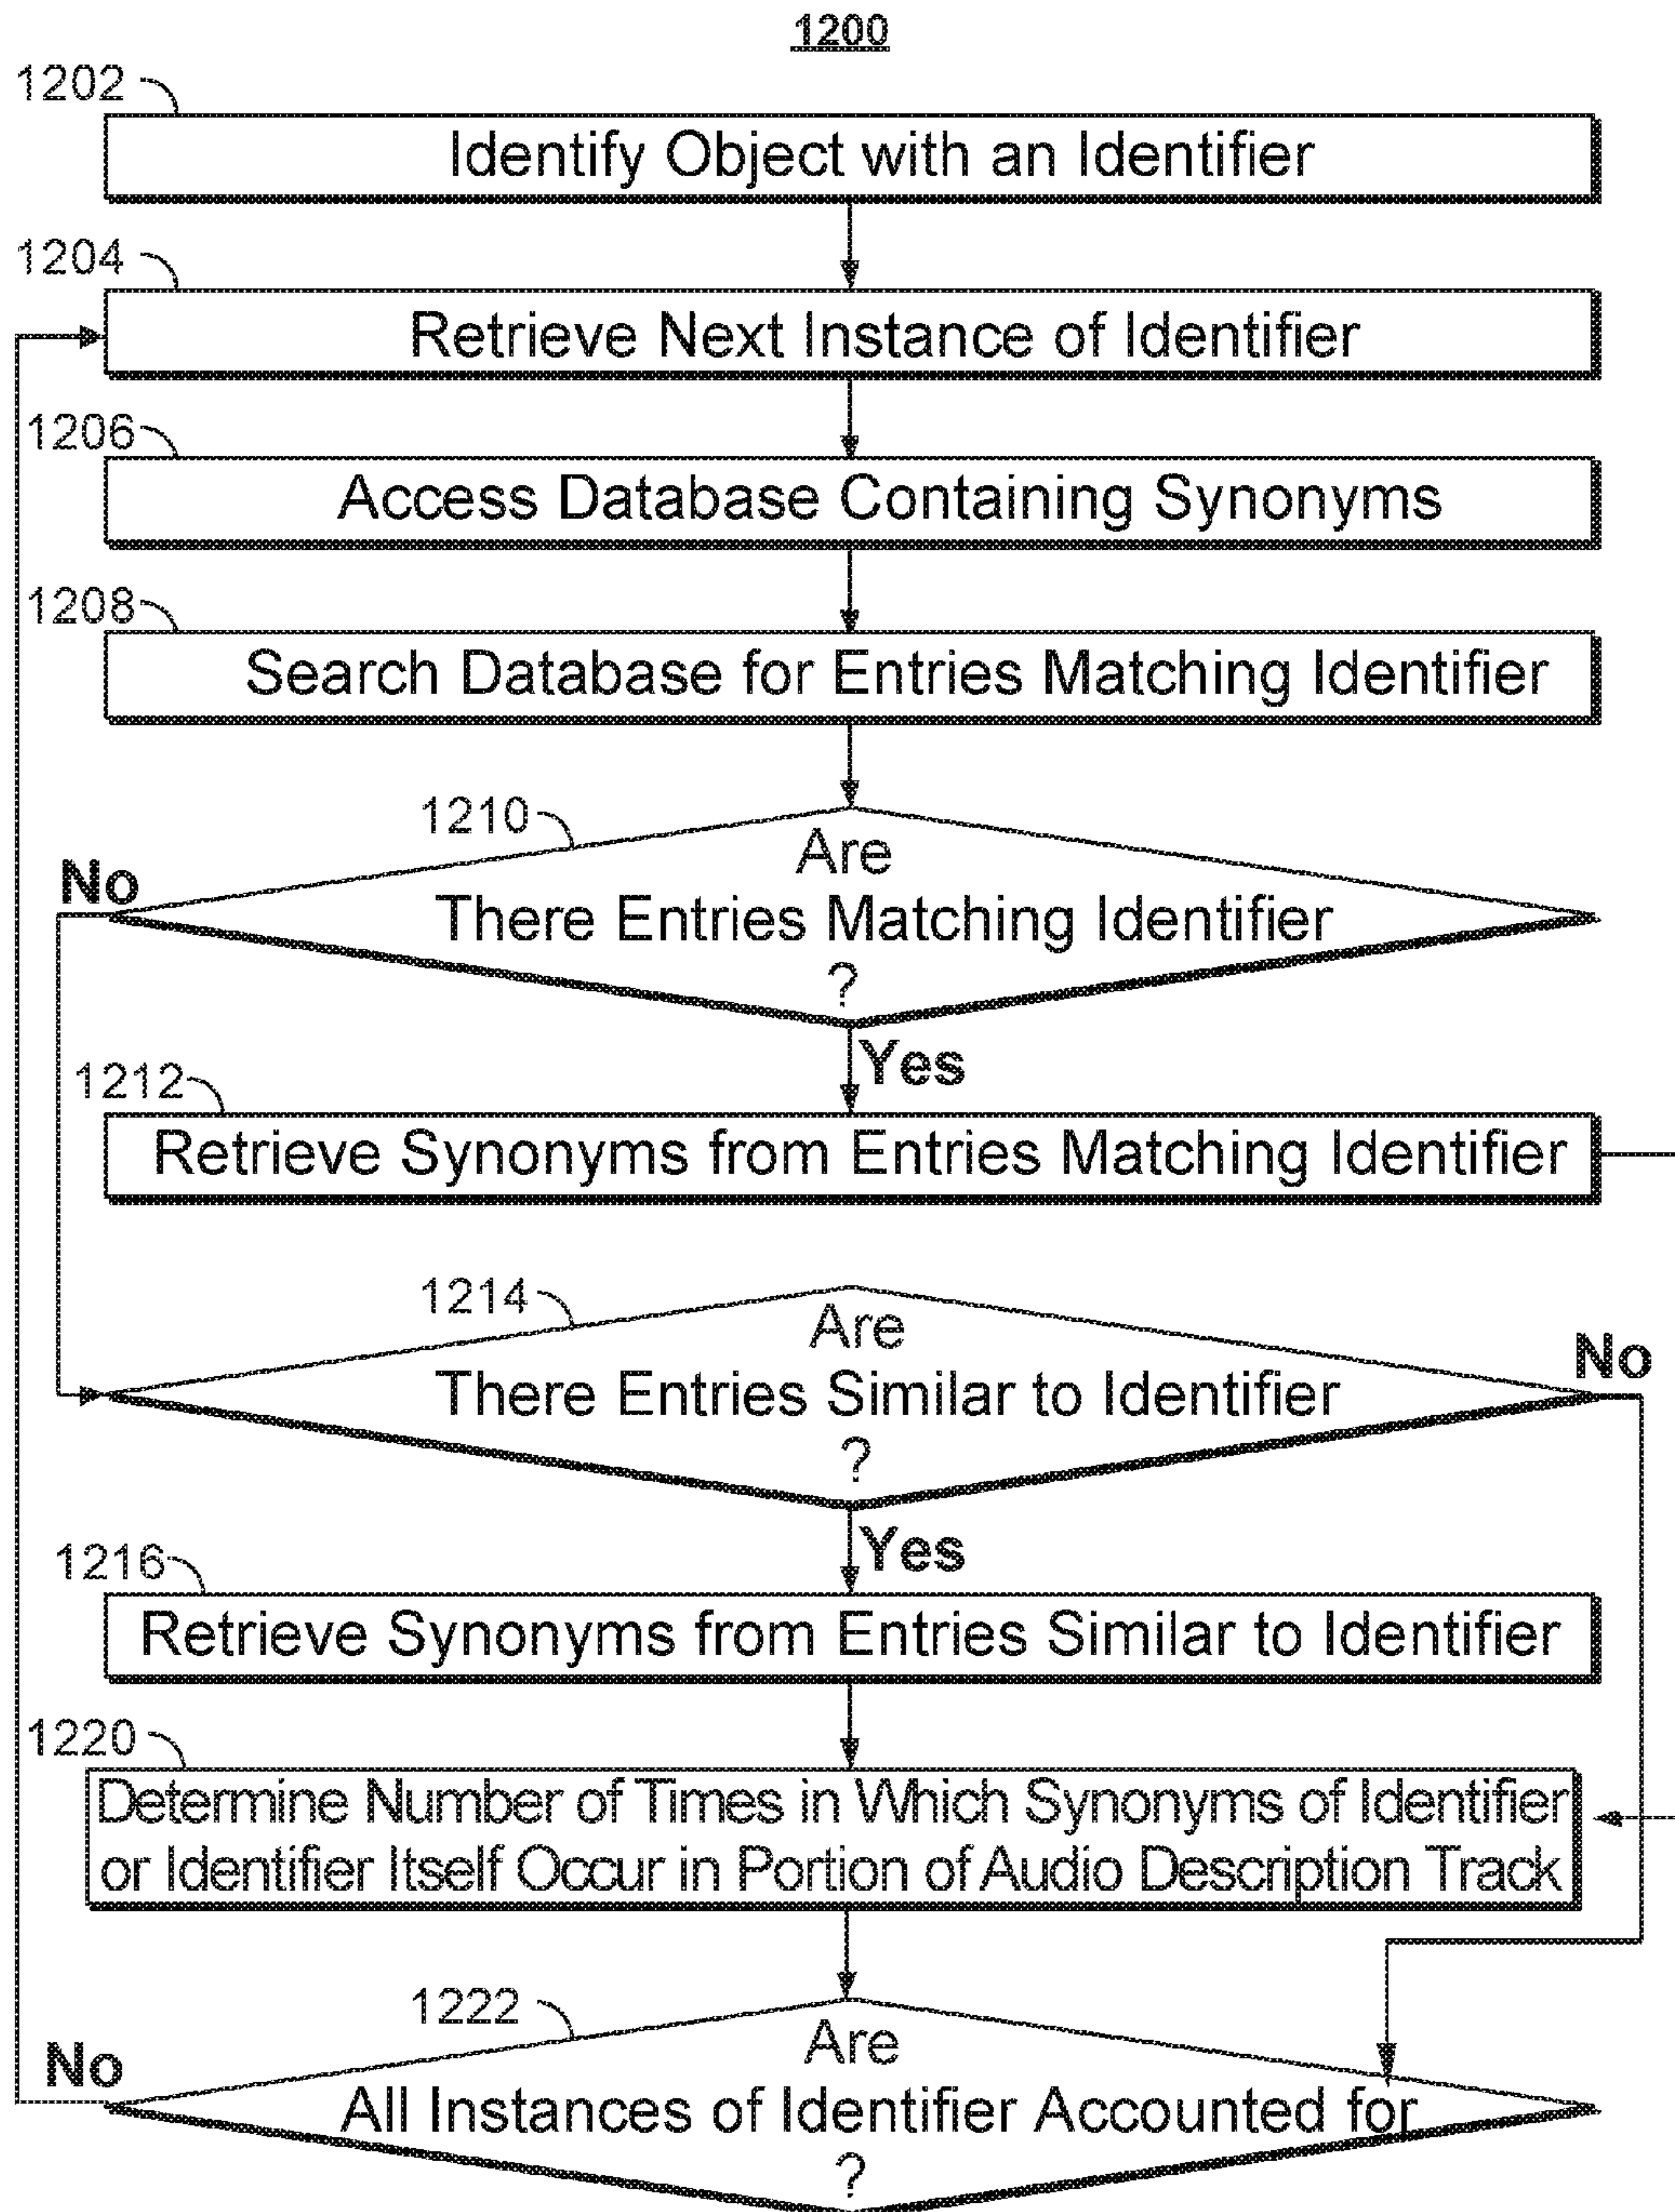 1200
1202
Identify Object with an Identifier
1204
Retrieve Next Instance of Identifier
1206
Access Database Containing Synonyms
1208
Search Database for Entries Matching Identifier
1210
Are
No
There Entries Matching Identifier
?
Yes
1212
Retrieve Synonyms from Entries Matching Identifier
1214
Are
No
There Entries Similar to Identifier
?
Yes
1216
Retrieve Synonyms from Entries Similar to Identifier
1220
Determine Number of Times in Which Synonyms of Identifier
or Identifier Itself Occur in Portion of Audio Description Track
1222
Are
No
All Instances of Identifier Accounted for
?